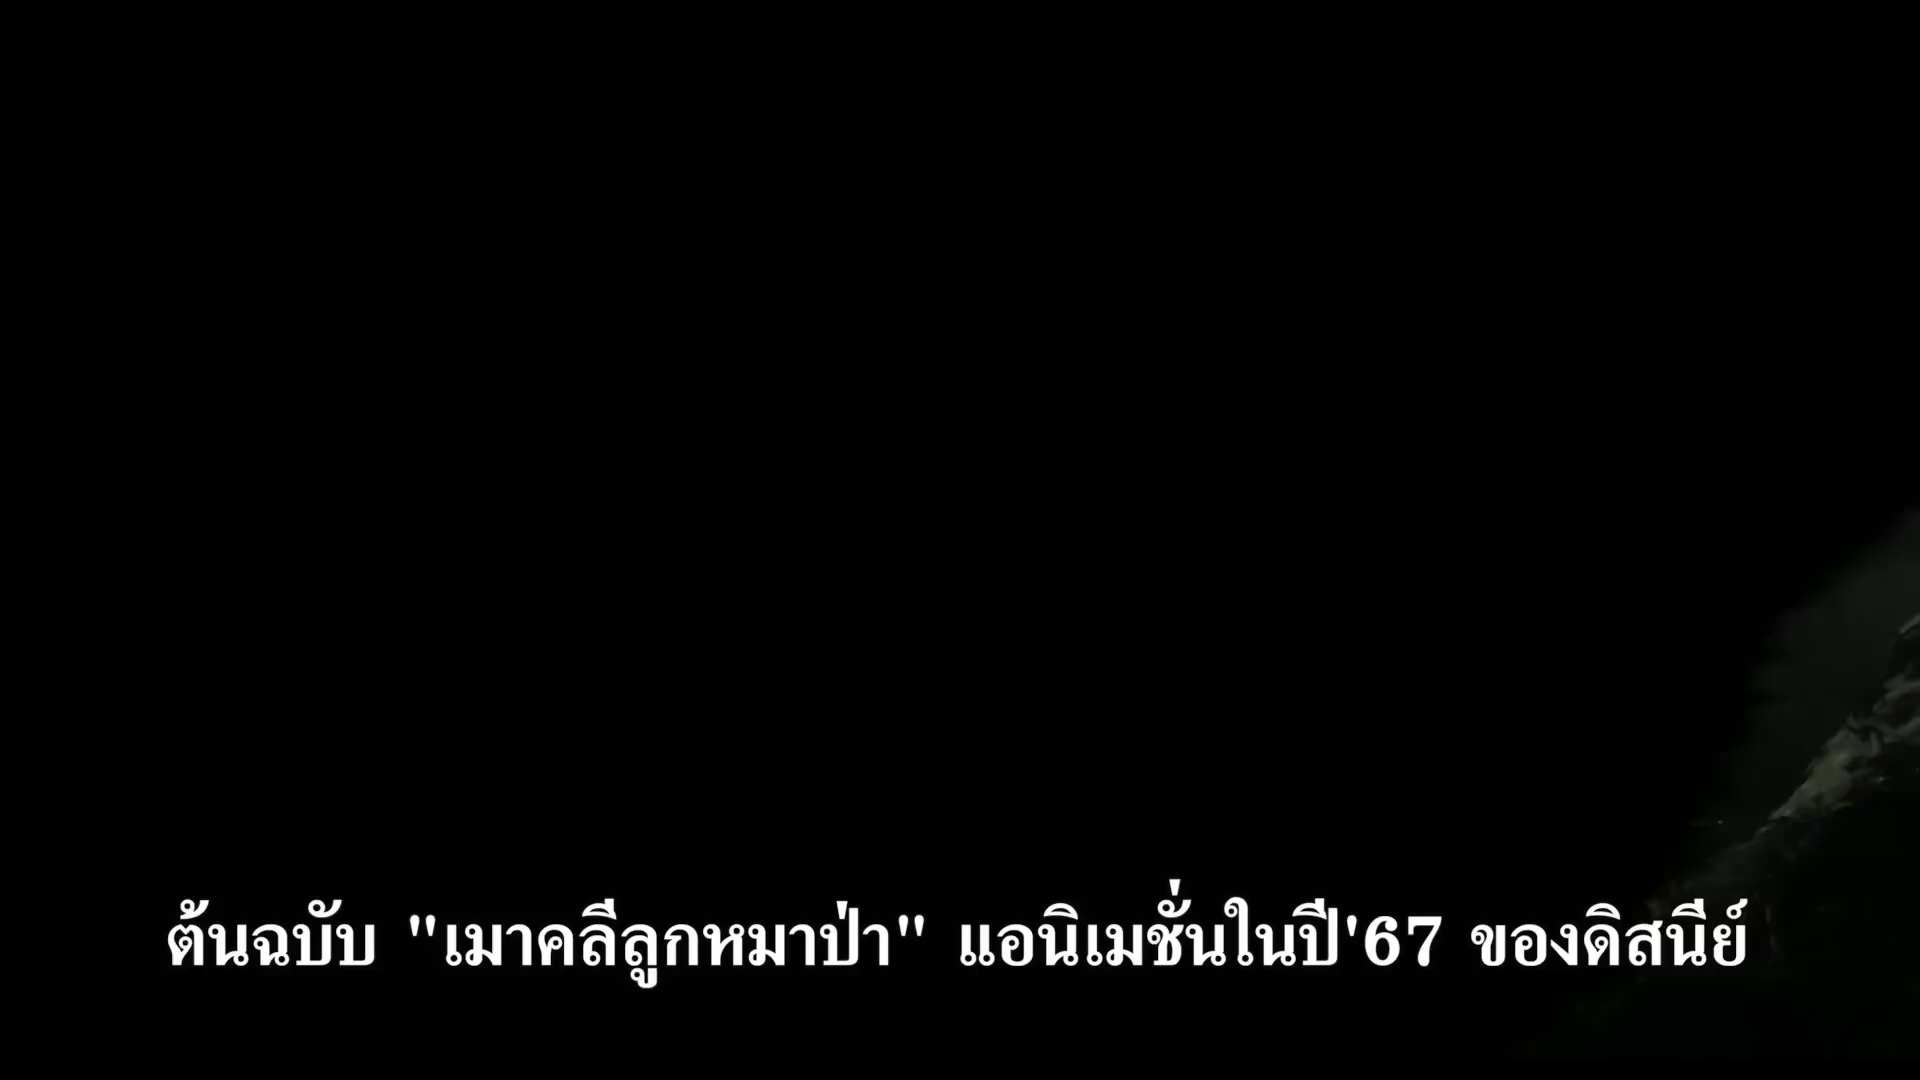 ต้นฉบับ "เมาคลีลูกหมาป่า" แอนิเมชั่นในปี'67 ของดิสนีย์